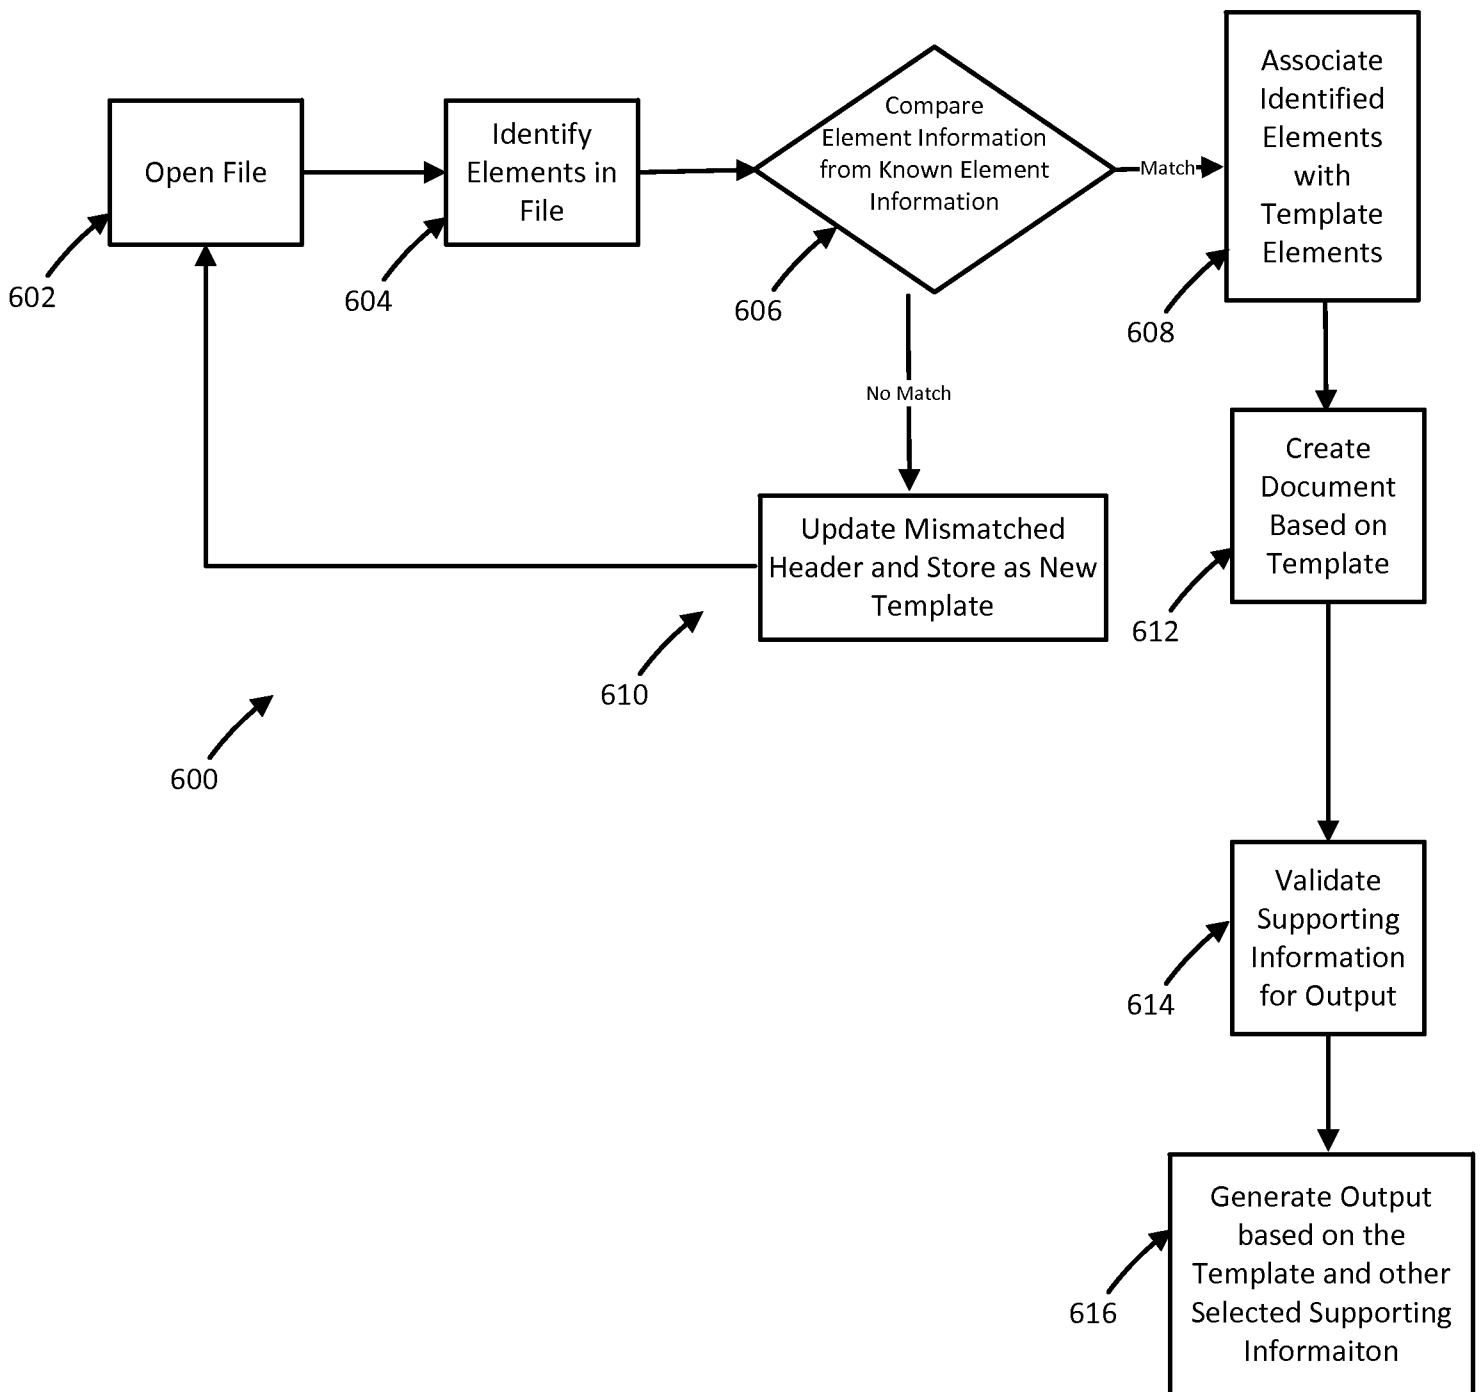 Open File
602
Identify
Elements in
File
604
Compare
Element Information
from Known Element
Information
606
Match
Associate
Identified
Elements
with
Template
Elements
608
No Match
Update Mismatched
Header and Store as New
Template
610
600
Create
Document
Based on
Template
612
Validate
Supporting
Information
for Output
614
Generate Output
based on the
Template and other
Selected Supporting
Informaiton
616